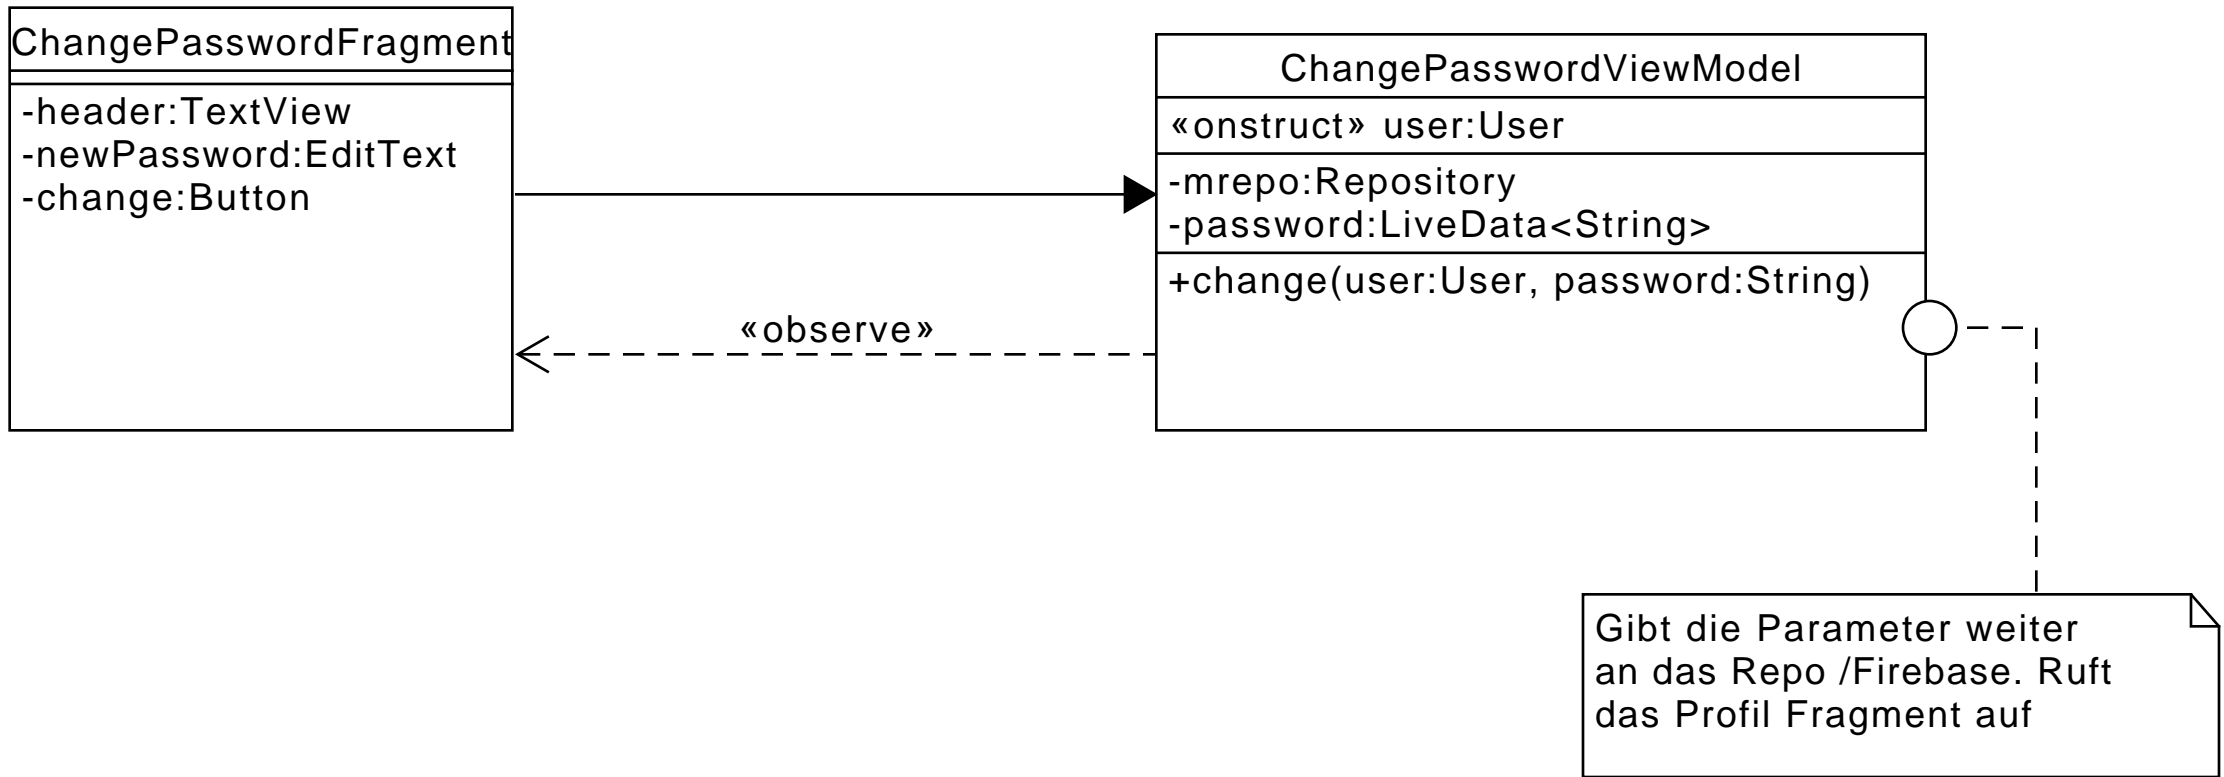 ChangePasswordFragment
-header:TextView
-newPassword:EditText
-change:Button
ChangePasswordViewModel
«onstruct» user:User
-mrepo:Repository
-password:LiveData<String>
+change(user:User, password:String)
«observe»
Gibt die Parameter weiter
an das Repo /Firebase. Ruft
das Profil Fragment auf